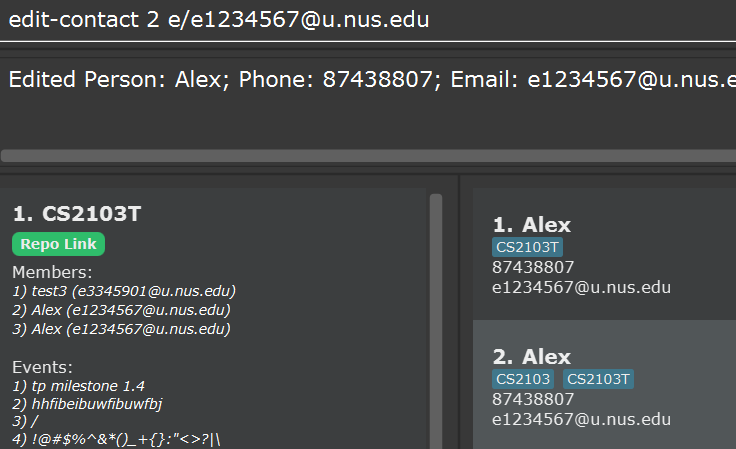 edit-contact 2 e/e1234567@u.nus.edu
Edited Person: Alex; Phone: 87438807; Email: e1234567@u.nus.e
1. CS2103T
Repo Link
Members:
1) test3 (e3345901@u.nus.edu)
2) Alex (e1234567@u.nus.edu)
3) Alex (e1234567@u.nus.edu)
Events:
1) tp milestone 1.4
2) hhfibeibuwfibuwfbj
3) /
4) !@#$%^&*()_+{}:"<>?|\
1. Alex
CS2103T
87438807
e1234567@u.nus.edu
2. Alex
CS2103 CS2103T
87438807
e1234567@u.nus.edu